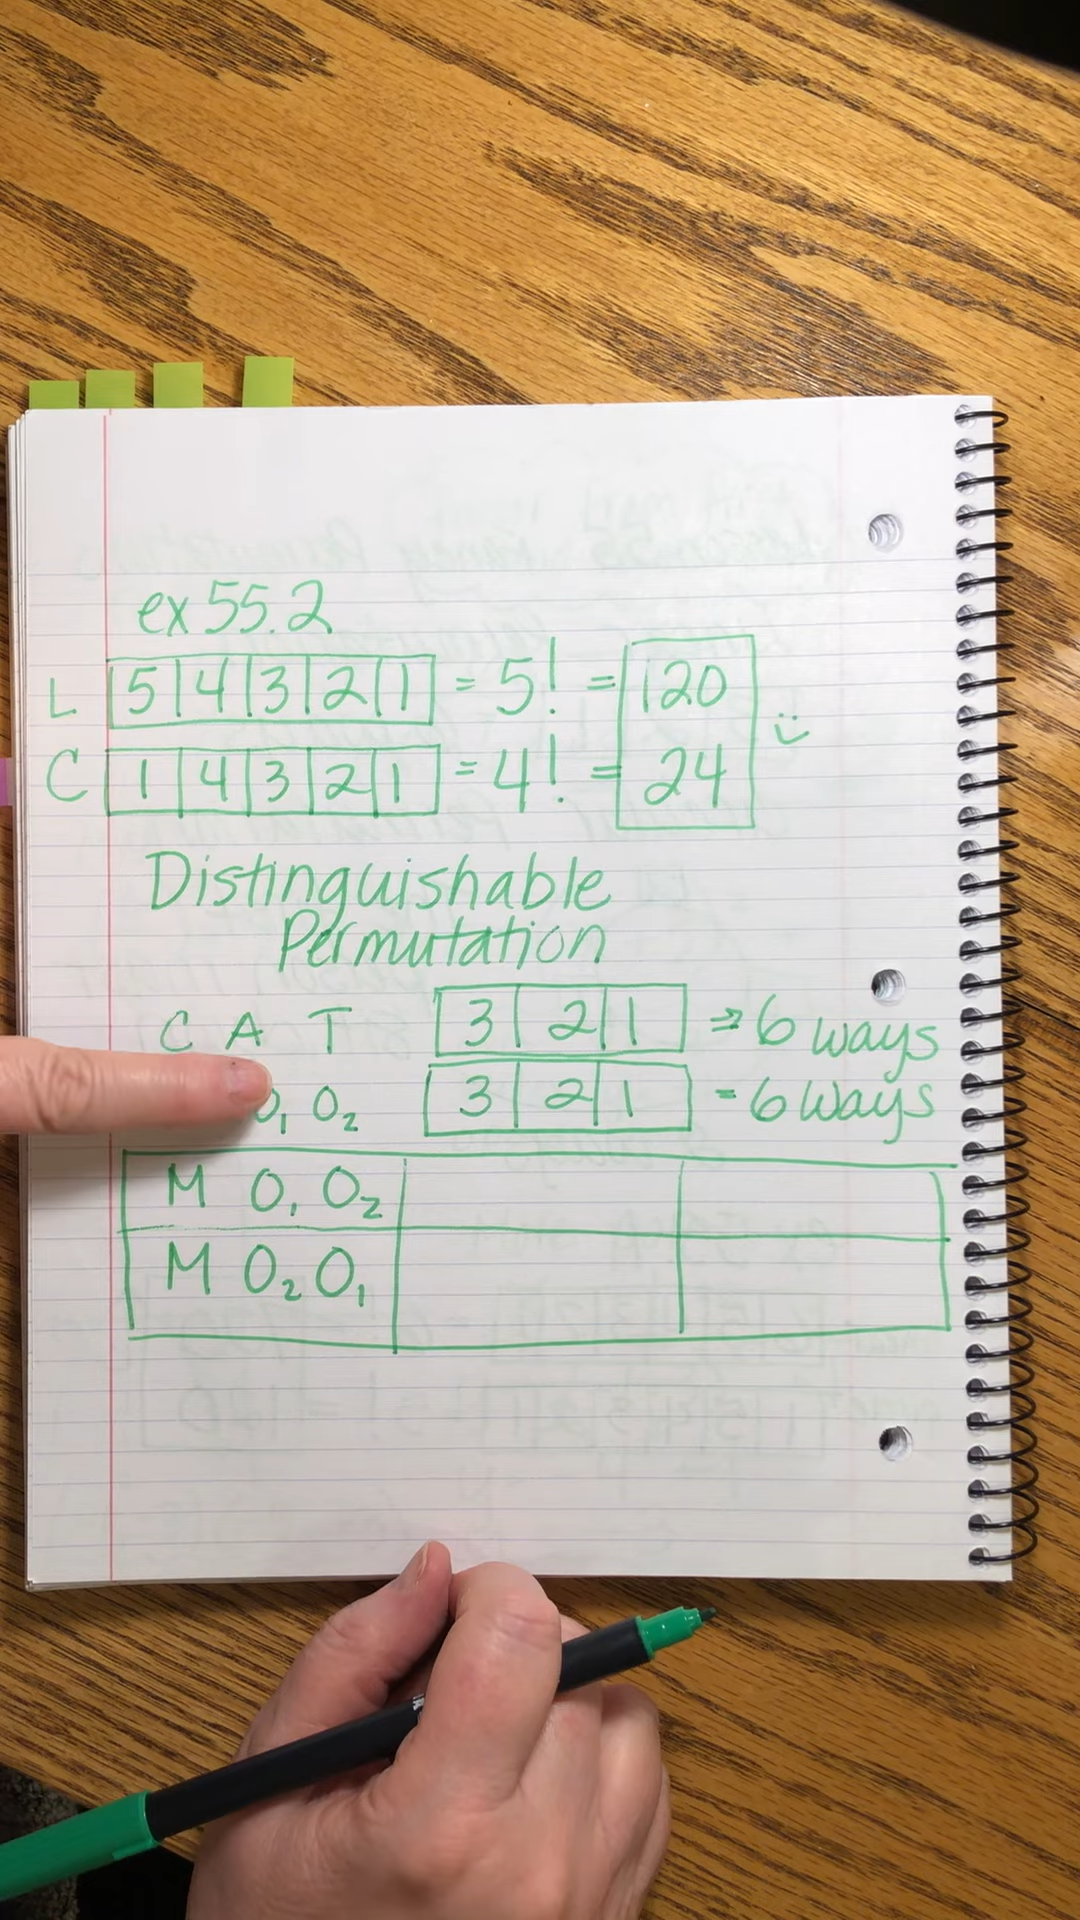 ex 55.2
L 5 4 3 2 1 = 5! = 120
C 1 4 3 2 1 = 4! = 24
Distinguishable
Permutation
C A T 3 2 1 ⇒ 6 ways
O₁ O₂ 3 2 1 = 6 ways
M O₁ O₂
M O₂ O₁